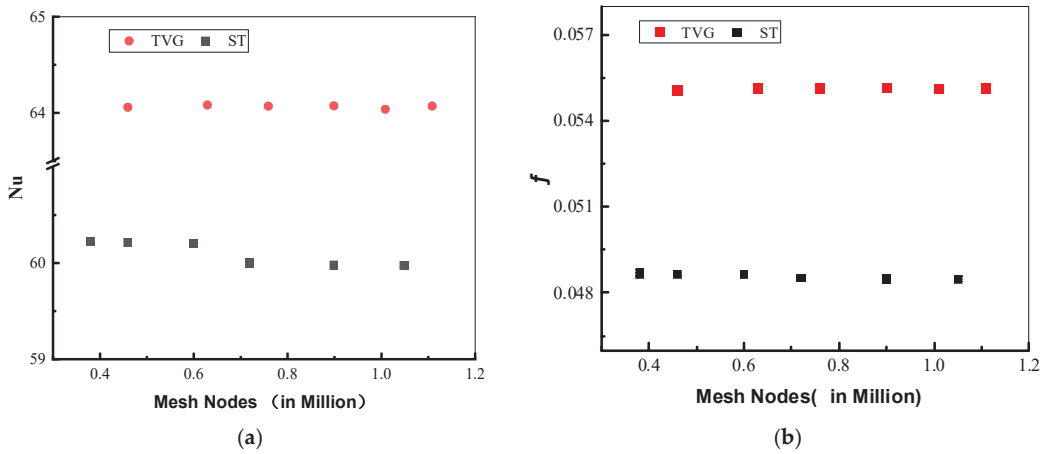 65
TVG ST
64
Nu
60
59
0.4 0.6 0.8 1.0 1.2
Mesh Nodes （in Million）
(a)
0.057
TVG ST
0.054
f
0.051
0.048
0.4 0.6 0.8 1.0 1.2
Mesh Nodes( in Million)
(b)